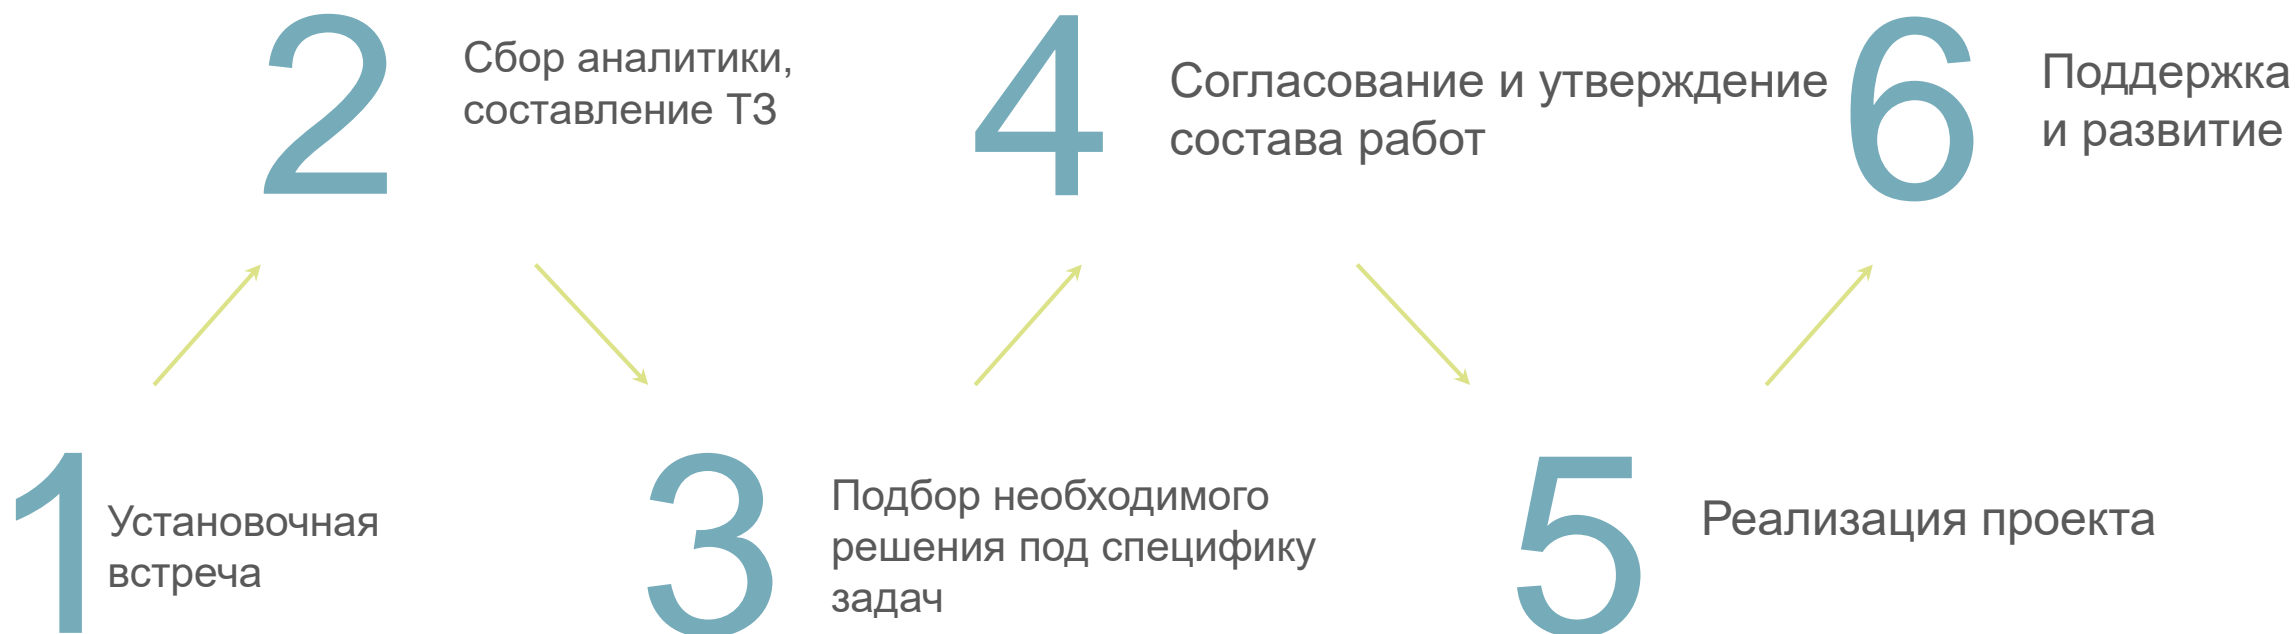 1
Установочная
встреча
2
Сбор аналитики,
составление ТЗ
3
Подбор необходимого
решения под специфику
задач
4
Согласование и утверждение
состава работ
5
Реализация проекта
6
Поддержка
и развитие